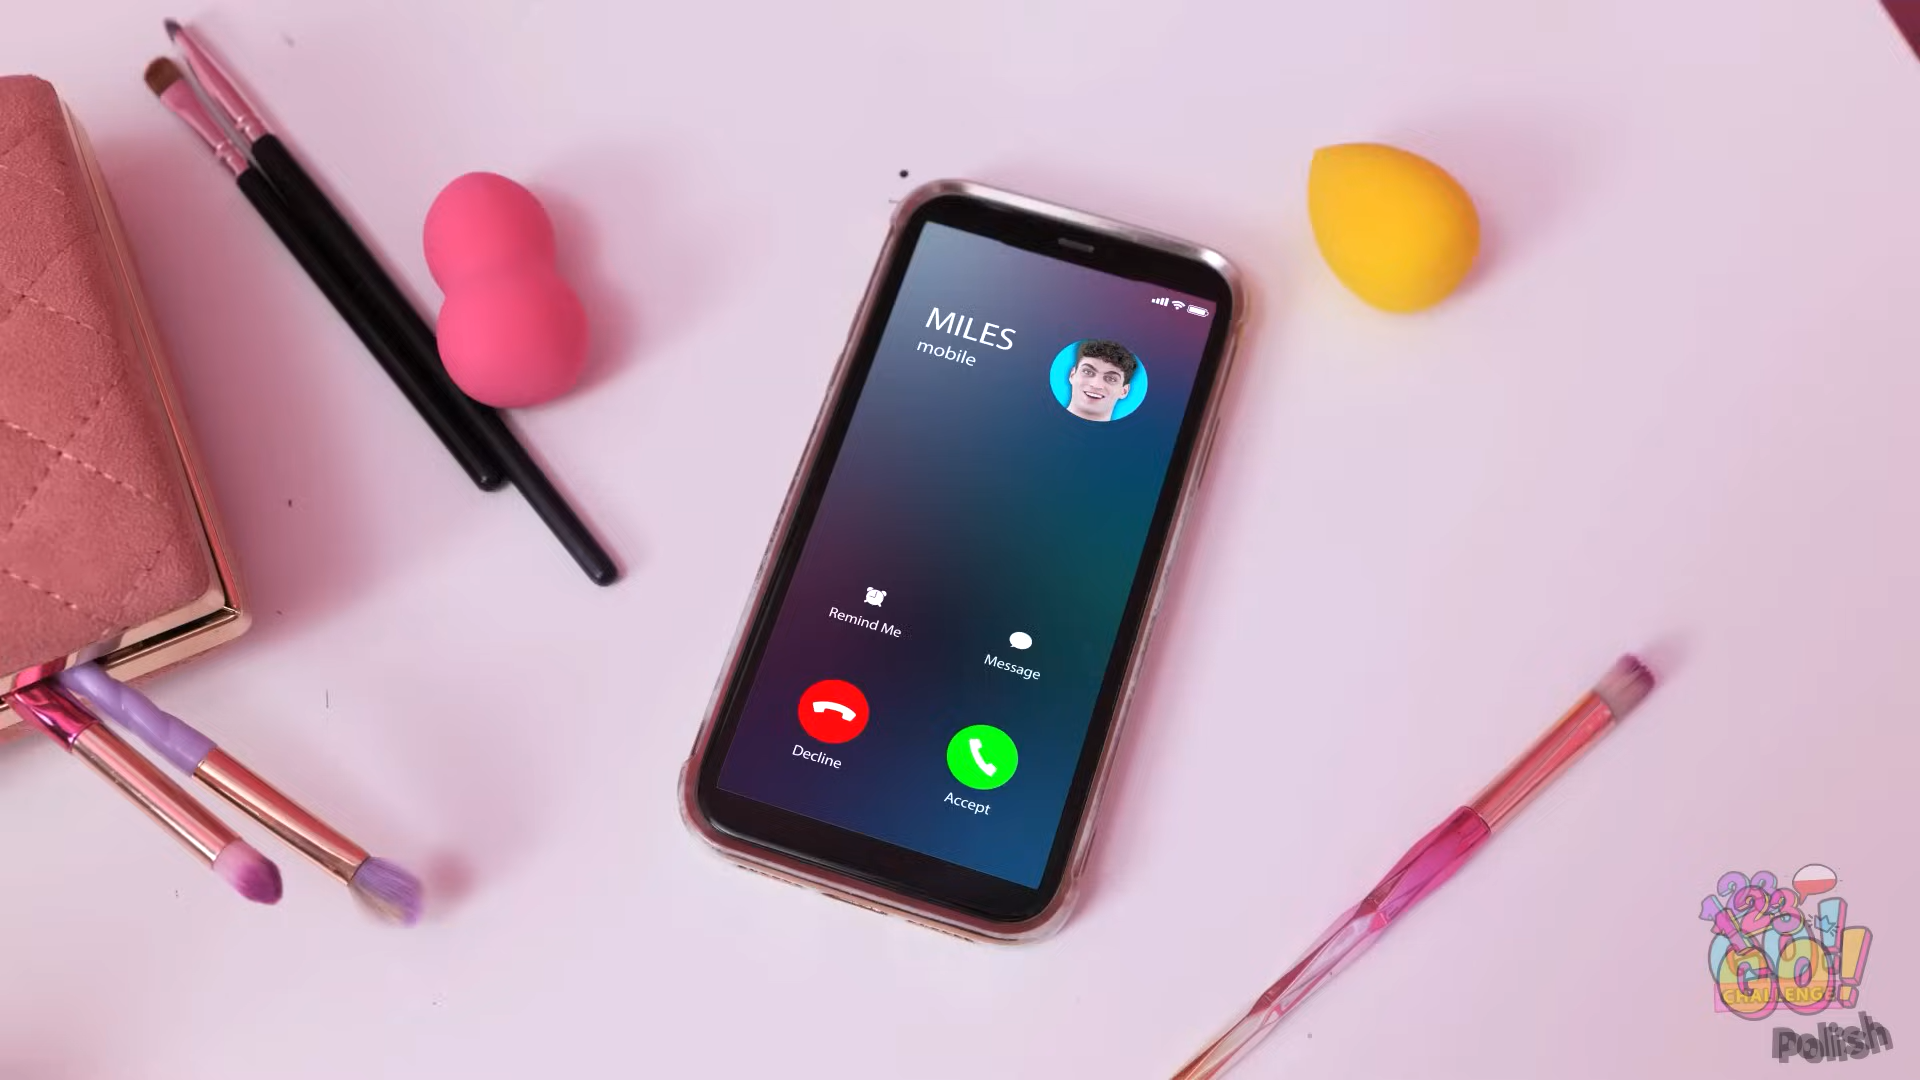 MILES
mobile
Remind Me
Message
Decline
Accept
123
GO!
CHALLENGE
Polish